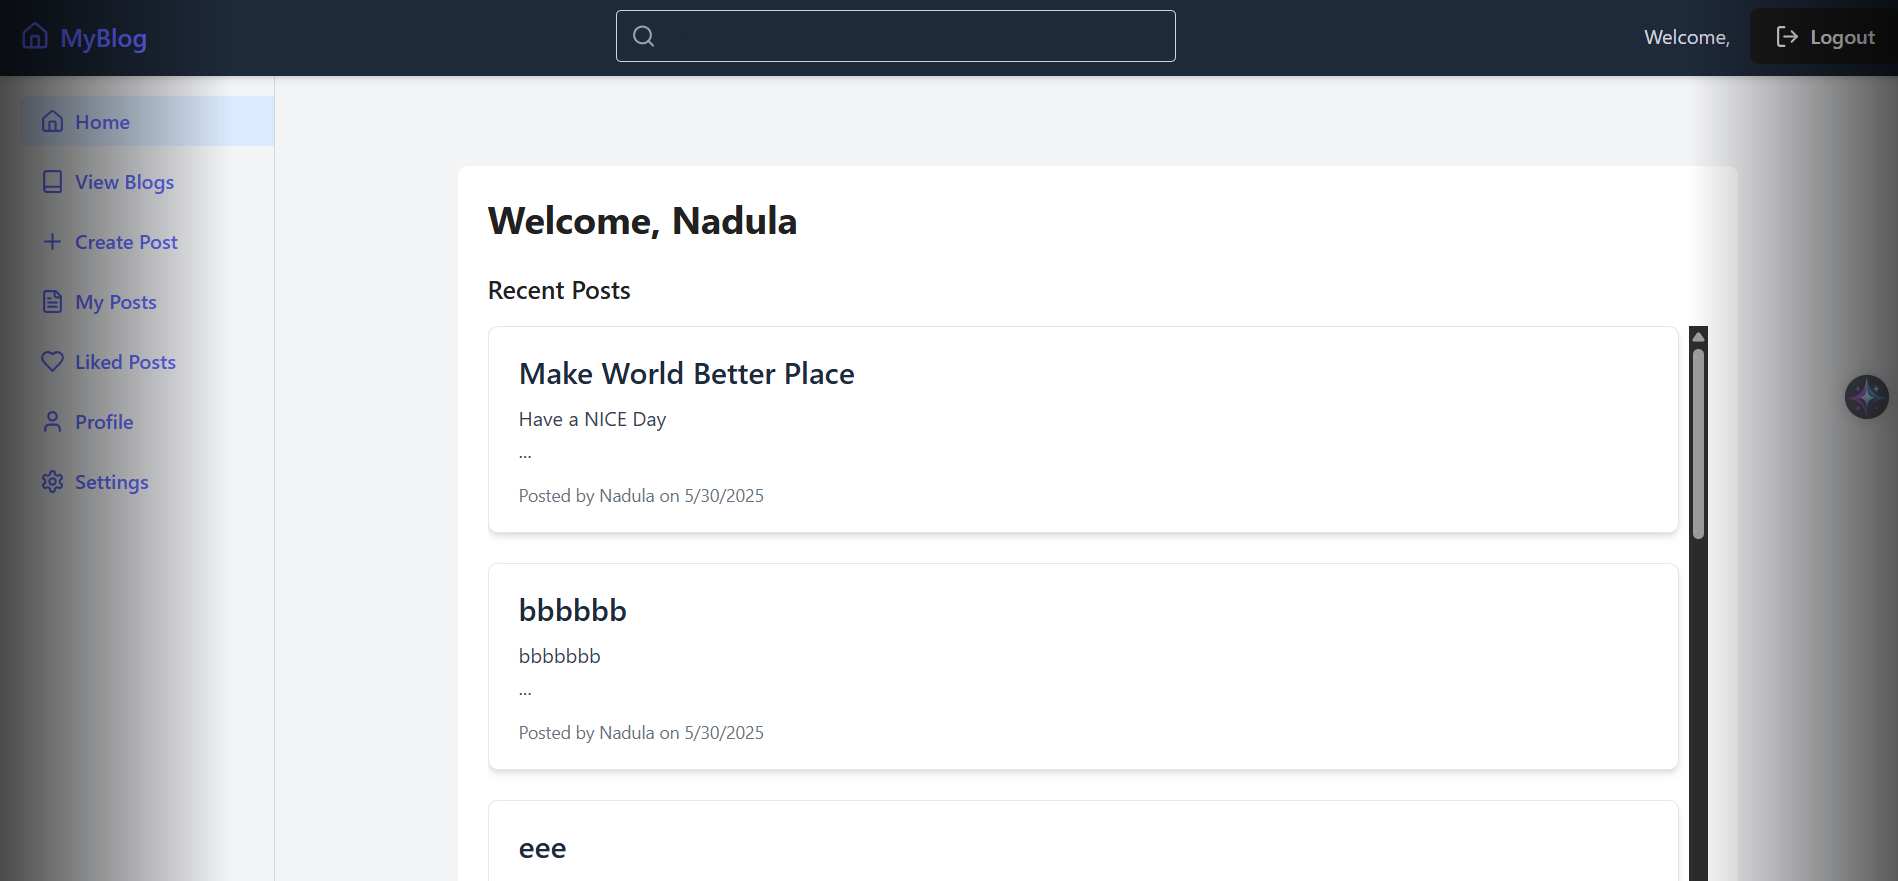 MyBlog
Welcome,
Logout
Home
View Blogs
Create Post
My Posts
Liked Posts
Profile
Settings
Welcome, Nadula
Recent Posts
Make World Better Place
Have a NICE Day
...
Posted by Nadula on 5/30/2025
bbbbbb
bbbbbbb
...
Posted by Nadula on 5/30/2025
eee